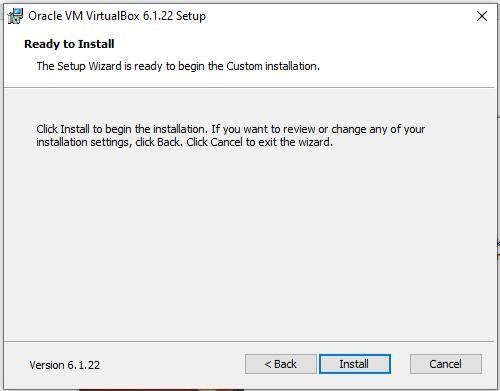 Oracle VM VirtualBox 6.1.22 Setup
Ready to Install
The Setup Wizard is ready to begin the Custom installation.
Click Install to begin the installation. If you want to review or change any of your
installation settings, click Back. Click Cancel to exit the wizard.
Version 6.1.22
< Back
Install
Cancel